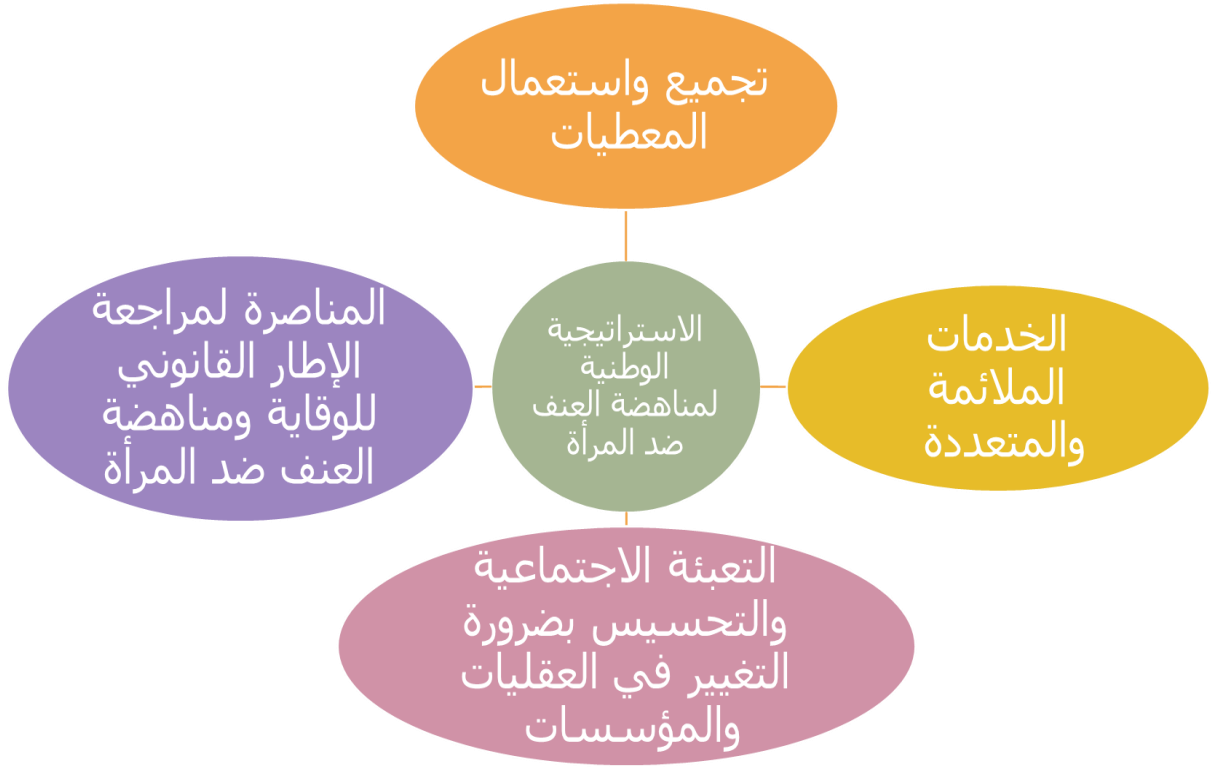 تجميع واستعمال
المعطيات
الاستراتيجية
الوطنية
لمناهضة العنف
ضد المرأة
الخدمات
الملائمة
والمتعددة
المناصرة لمراجعة
الإطار القانوني
للوقاية ومناهضة
العنف ضد المرأة
التعبئة الاجتماعية
والتحسيس بضرورة
التغيير في العقليات
والمؤسسات